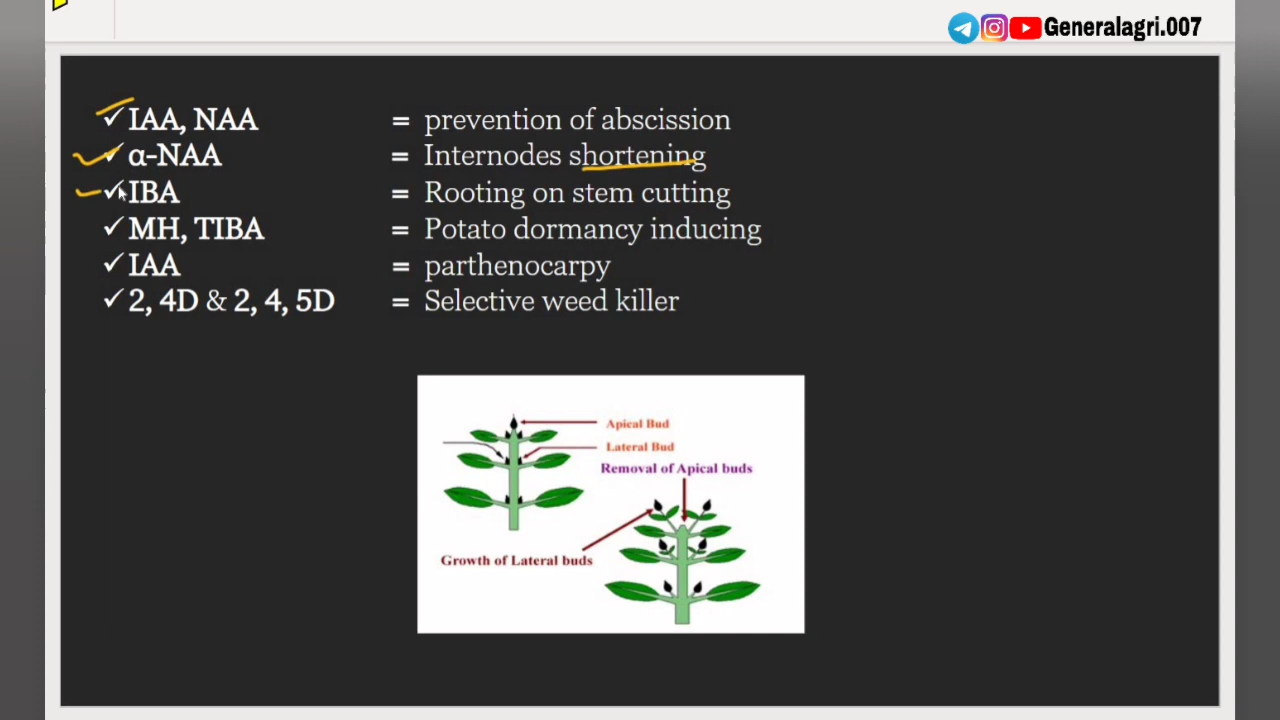 Generalagri.007
✓ IAA, NAA = prevention of abscission
✓ α-NAA = Internodes shortening
✓ IBA = Rooting on stem cutting
✓ MH, TIBA = Potato dormancy inducing
✓ IAA = parthenocarpy
✓ 2, 4D & 2, 4, 5D = Selective weed killer
Apical Bud
Lateral Bud
Removal of Apical buds
Growth of Lateral buds